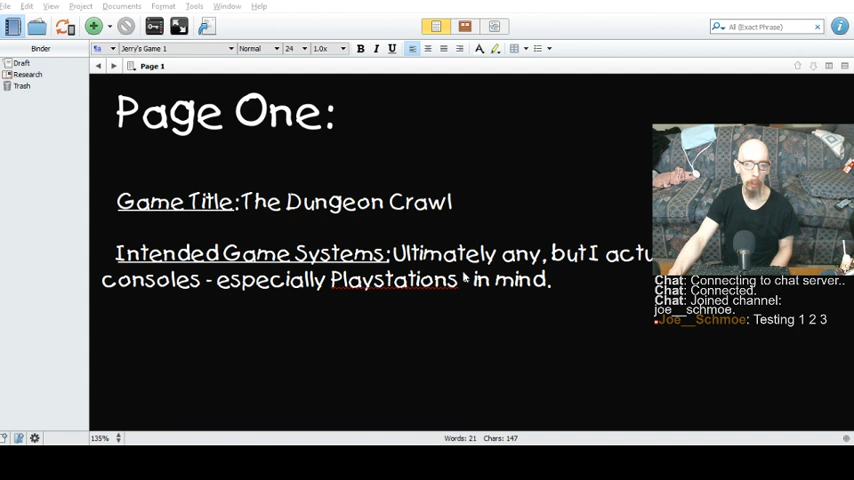 File Edit View Project Documents Format Tools Window Help
All (Exact Phrase)
Binder Jerry's Game 1 Normal 24 1.0x B I U A
Draft
Research
Trash
Page 1
Page One:
Game Title:The Dungeon Crawl
Intended Game Systems:Ultimately any, but I actu
consoles - especially Playstations in mind.
Chat: Connecting to chat server..
Chat: Connected.
Chat: Joined channel:
joe__schmoe.
Joe__Schmoe: Testing 1 2 3
135% Words: 21 Chars: 147